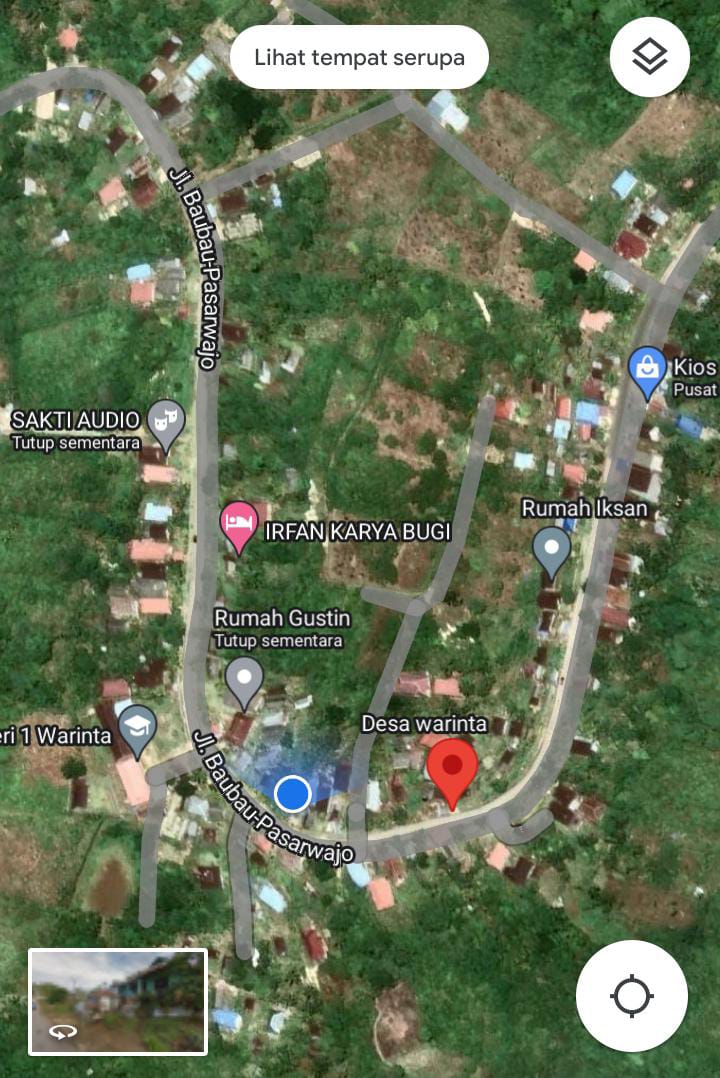 Lihat tempat serupa
Jl. Baubau-Pasarwajo
Kios
Pusat
SAKTI AUDIO
Tutup sementara
Rumah Iksan
IRFAN KARYA BUGI
Rumah Gustin
Tutup sementara
Desa warinta
eri 1 Warinta
Jl. Baubau-Pasarwajo